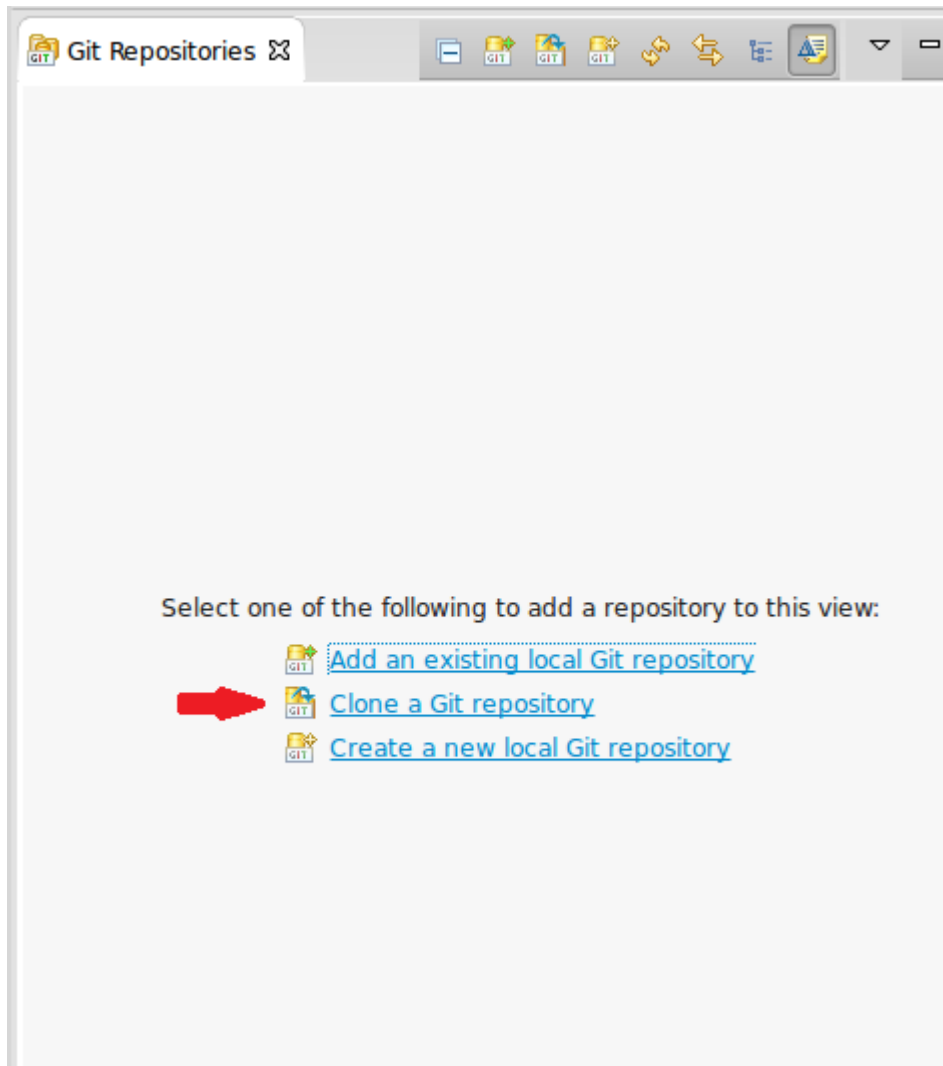 Git Repositories
Select one of the following to add a repository to this view:
Add an existing local Git repository
Clone a Git repository
Create a new local Git repository